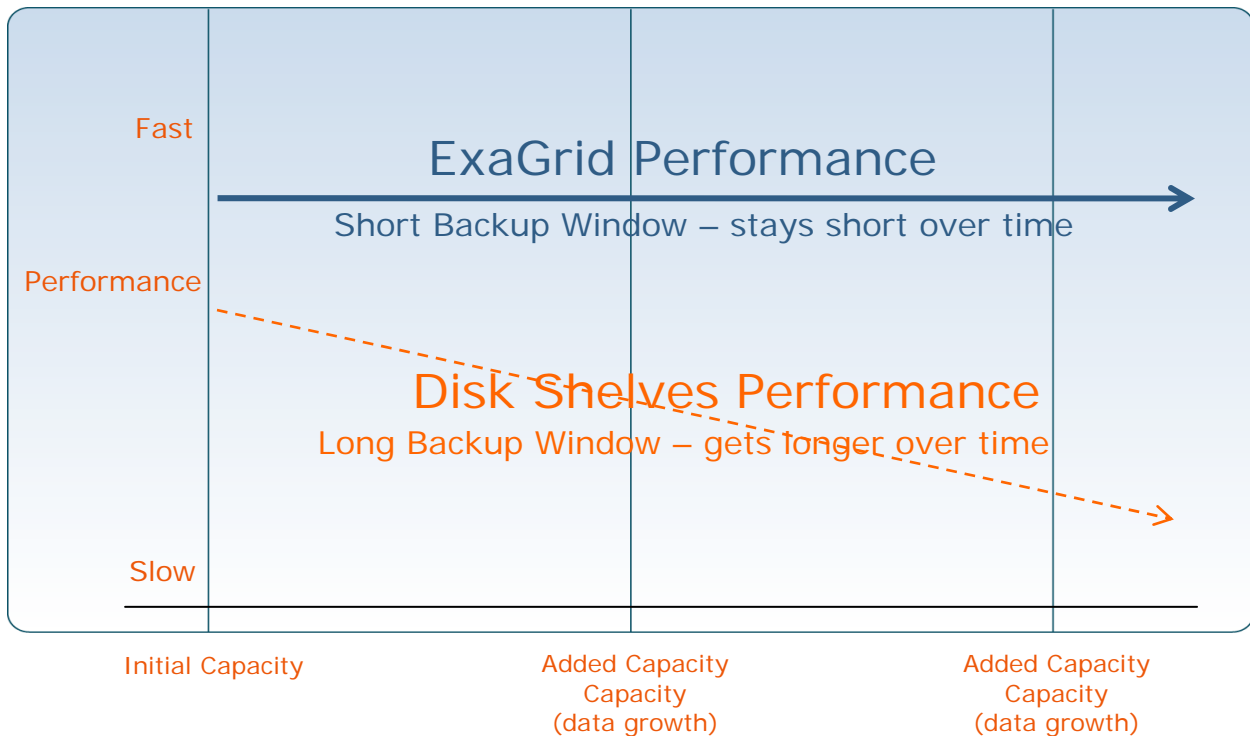 Fast
ExaGrid Performance
Short Backup Window – stays short over time
Performance
Disk Shelves Performance
Long Backup Window – gets longer over time
Slow
Initial Capacity
Added Capacity
Capacity
(data growth)
Added Capacity
Capacity
(data growth)